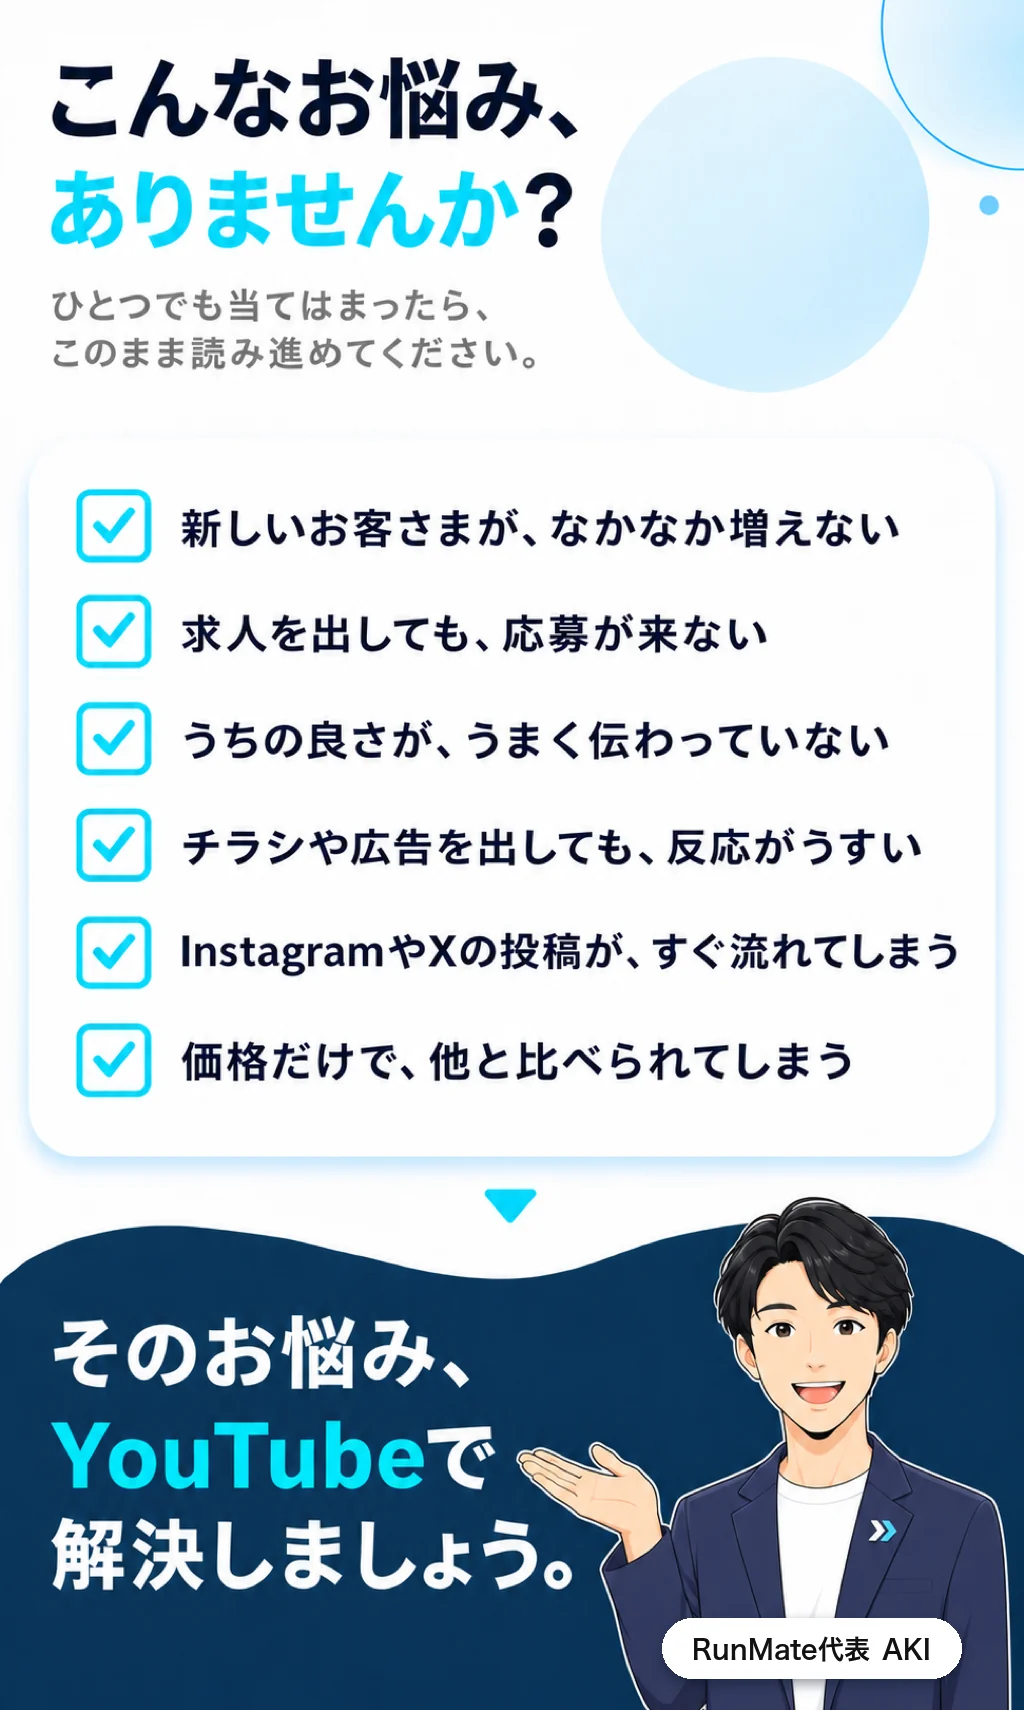 こんなお悩み、
ありませんか?
ひとつでも当てはまったら、
このまま読み進めてください。
新しいお客さまが、なかなか増えない
求人を出しても、応募が来ない
うちの良さが、うまく伝わっていない
チラシや広告を出しても、反応がうすい
InstagramやXの投稿が、すぐ流れてしまう
価格だけで、他と比べられてしまう
そのお悩み、
YouTubeで
解決しましょう。
RunMate代表 AKI